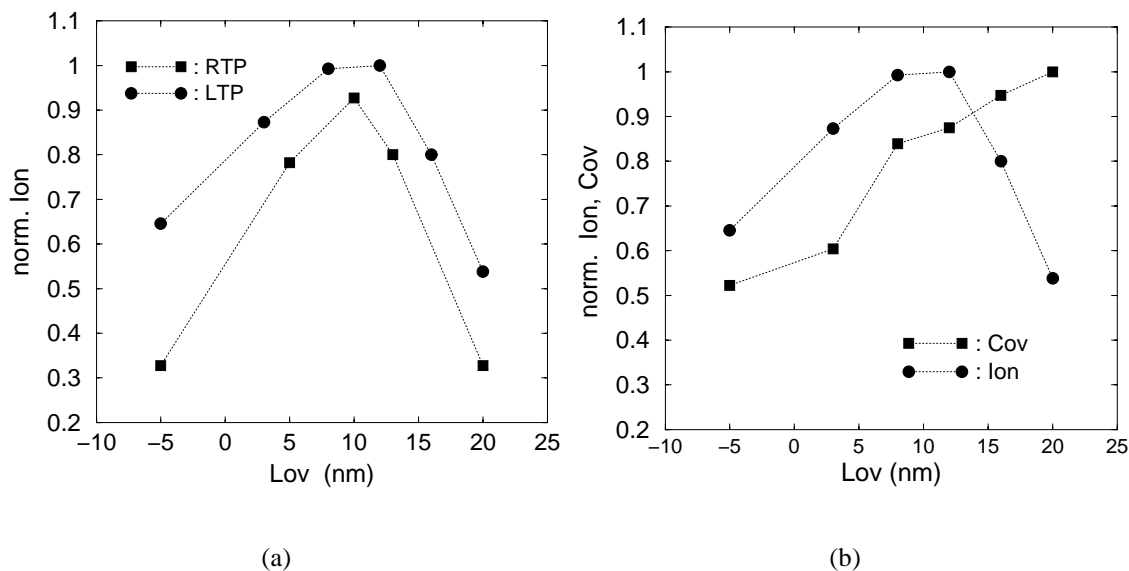 1.1
1
0.9
0.8
0.7
0.6
0.5
0.4
0.3
0.2
norm. Ion
: RTP
: LTP
–10 –5 0 5 10 15 20 25
Lov (nm)
(a)
1.1
1
0.9
0.8
0.7
0.6
0.5
0.4
0.3
0.2
norm. Ion, Cov
: Cov
: Ion
–10 –5 0 5 10 15 20 25
Lov (nm)
(b)